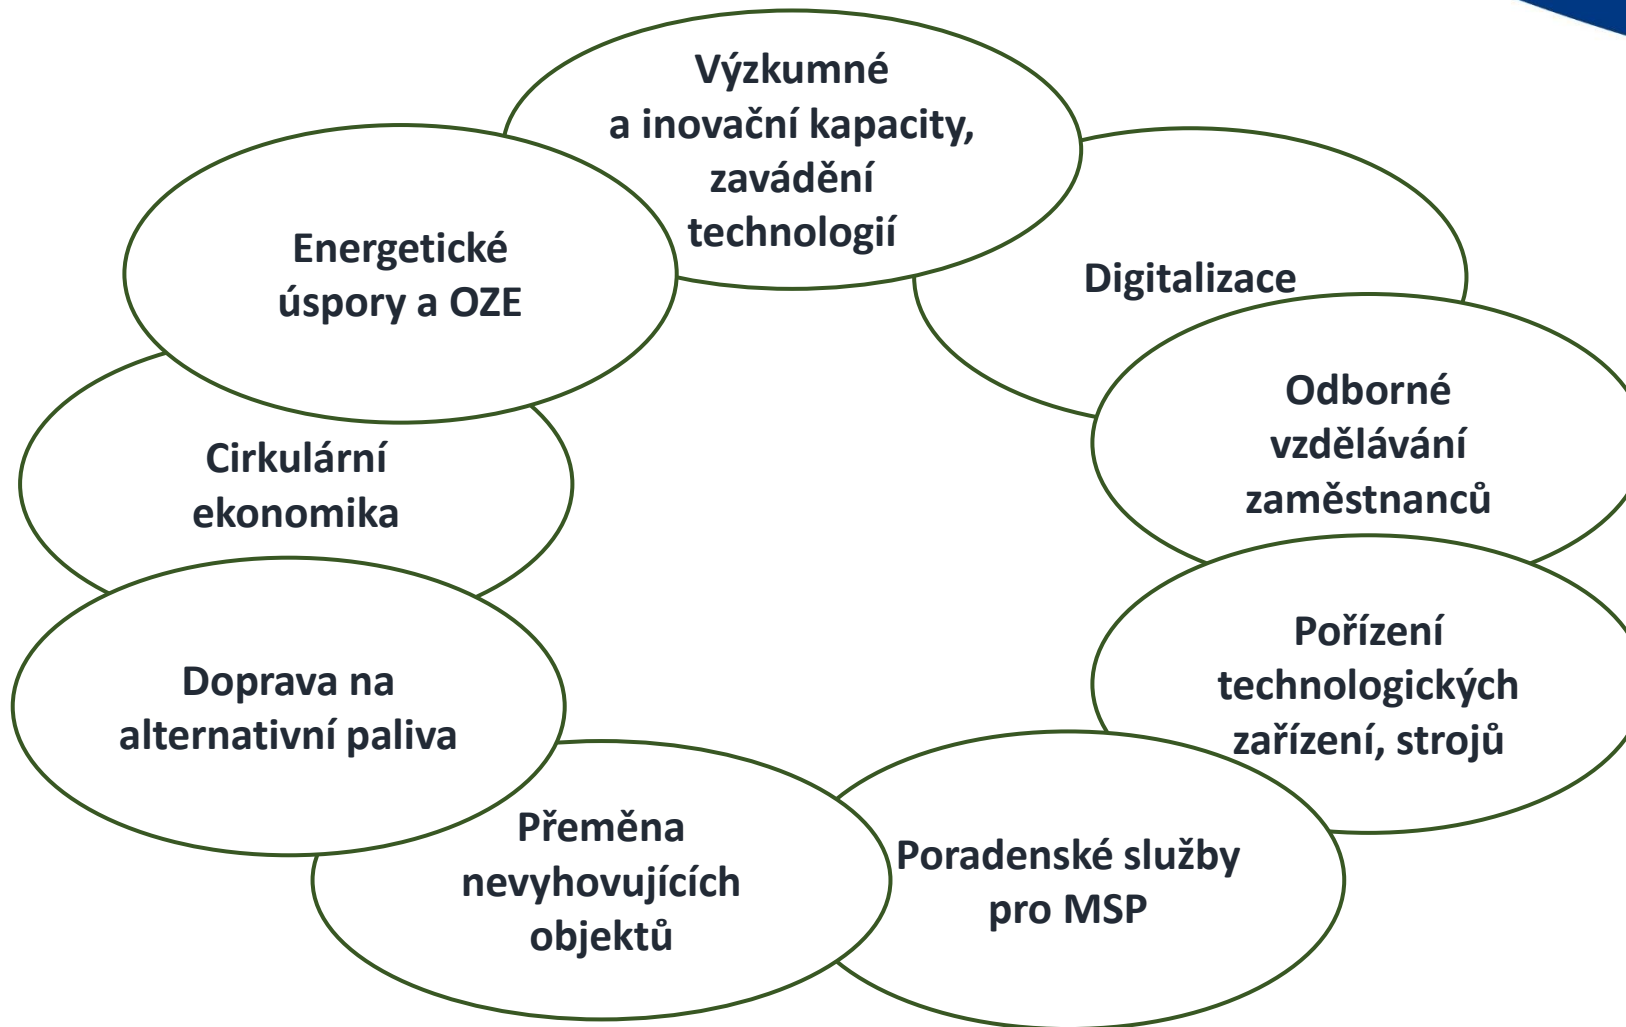 Výzkumné
a inovační kapacity,
zavádění
technologií
Digitalizace
Odborné
vzdělávání
zaměstnanců
Pořízení
technologických
zařízení, strojů
Poradenské služby
pro MSP
Přeměna
nevyhovujících
objektů
Doprava na
alternativní paliva
Cirkulární
ekonomika
Energetické
úspory a OZE